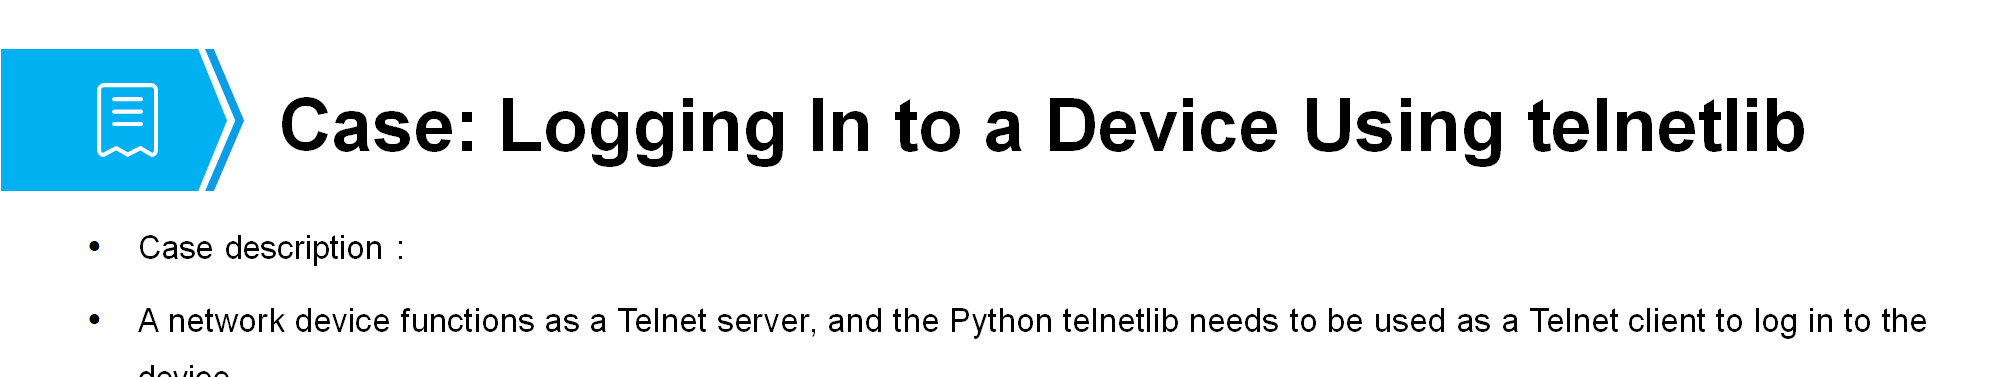 Case: Logging In to a Device Using telnetlib
• Case description：
• A network device functions as a Telnet server, and the Python telnetlib needs to be used as a Telnet client to log in to the
device